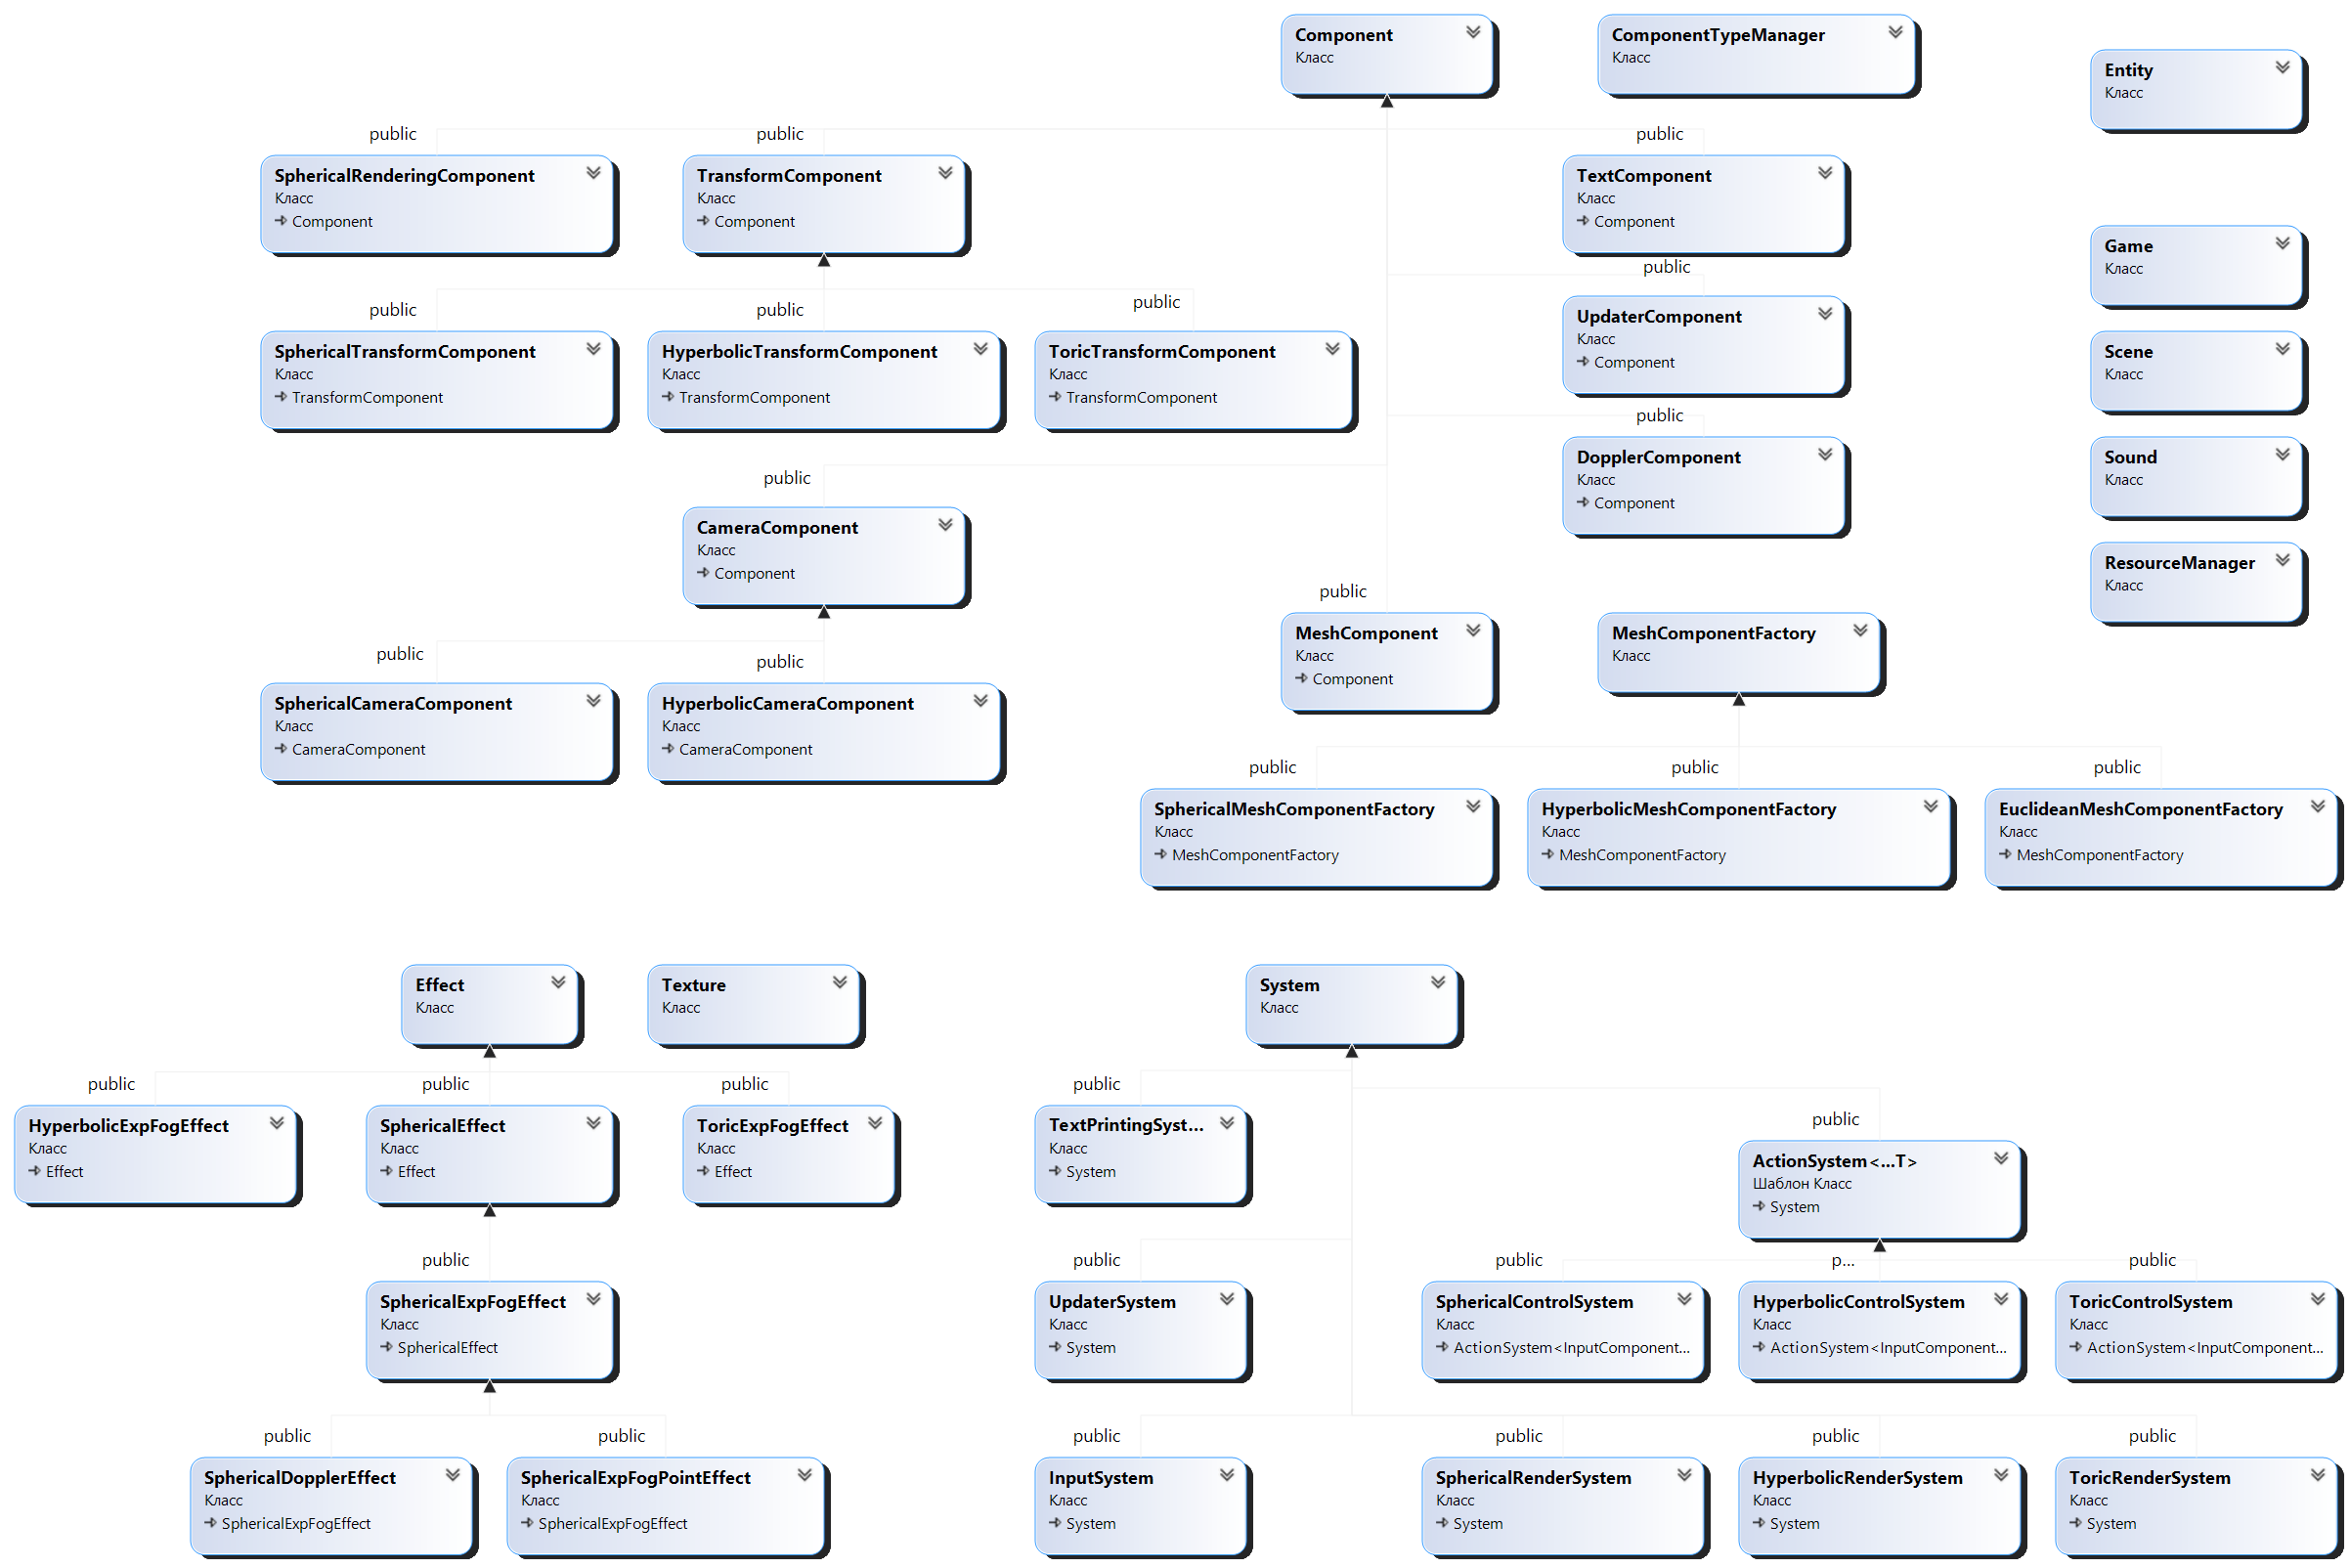 Component
Класс
ComponentTypeManager
Класс
Entity
Класс
public
public
public
SphericalRenderingComponent
Класс
Component
TransformComponent
Класс
Component
TextComponent
Класс
Component
Game
Класс
public
public
public
public
SphericalTransformComponent
Класс
TransformComponent
HyperbolicTransformComponent
Класс
TransformComponent
ToricTransformComponent
Класс
TransformComponent
UpdaterComponent
Класс
Component
Scene
Класс
public
public
CameraComponent
Класс
Component
DopplerComponent
Класс
Component
Sound
Класс
ResourceManager
Класс
public
MeshComponent
Класс
Component
MeshComponentFactory
Класс
public
public
SphericalCameraComponent
Класс
CameraComponent
HyperbolicCameraComponent
Класс
CameraComponent
public
public
public
SphericalMeshComponentFactory
Класс
MeshComponentFactory
HyperbolicMeshComponentFactory
Класс
MeshComponentFactory
EuclideanMeshComponentFactory
Класс
MeshComponentFactory
Effect
Класс
Texture
Класс
System
Класс
public
public
public
public
public
HyperbolicExpFogEffect
Класс
Effect
SphericalEffect
Класс
Effect
ToricExpFogEffect
Класс
Effect
TextPrintingSyst...
Класс
System
ActionSystem<...T>
Шаблон Класс
System
public
public
public
p...
public
SphericalExpFogEffect
Класс
SphericalEffect
UpdaterSystem
Класс
System
SphericalControlSystem
Класс
ActionSystem<InputComponent...
HyperbolicControlSystem
Класс
ActionSystem<InputComponent...
ToricControlSystem
Класс
ActionSystem<InputComponent...
public
public
public
public
public
public
SphericalDopplerEffect
Класс
SphericalExpFogEffect
SphericalExpFogPointEffect
Класс
SphericalExpFogEffect
InputSystem
Класс
System
SphericalRenderSystem
Класс
System
HyperbolicRenderSystem
Класс
System
ToricRenderSystem
Класс
System